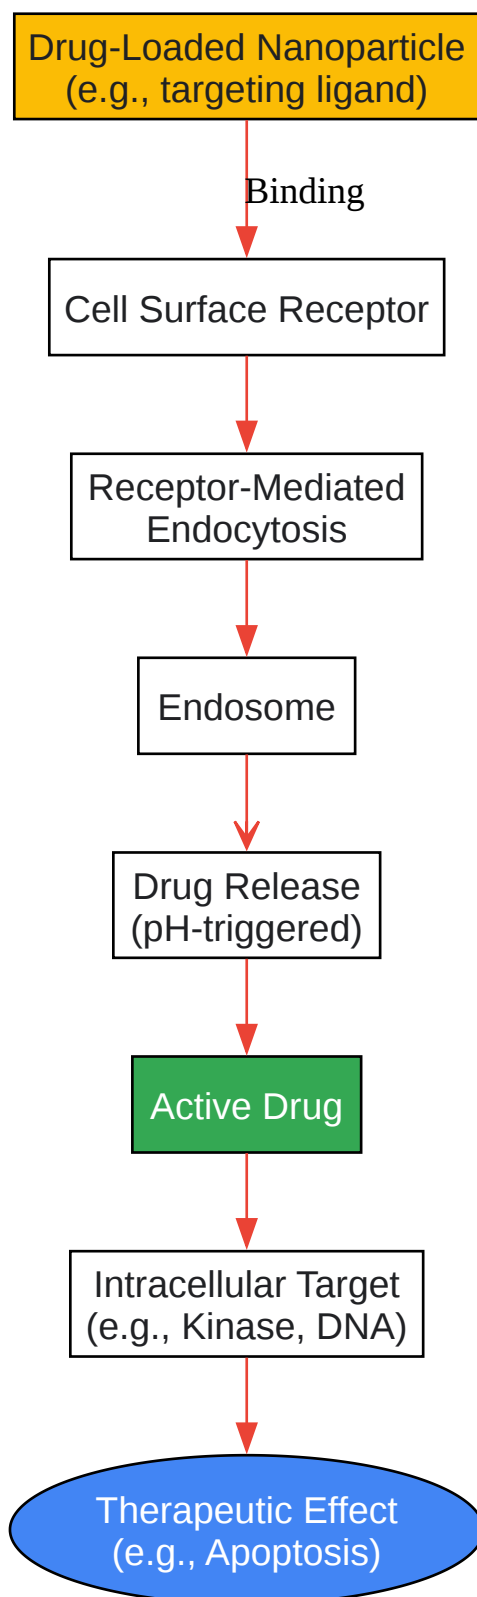 Drug-Loaded Nanoparticle
(e.g., targeting ligand)
Binding
Cell Surface Receptor
Receptor-Mediated
Endocytosis
Endosome
Drug Release
(pH-triggered)
Active Drug
Intracellular Target
(e.g., Kinase, DNA)
Therapeutic Effect
(e.g., Apoptosis)